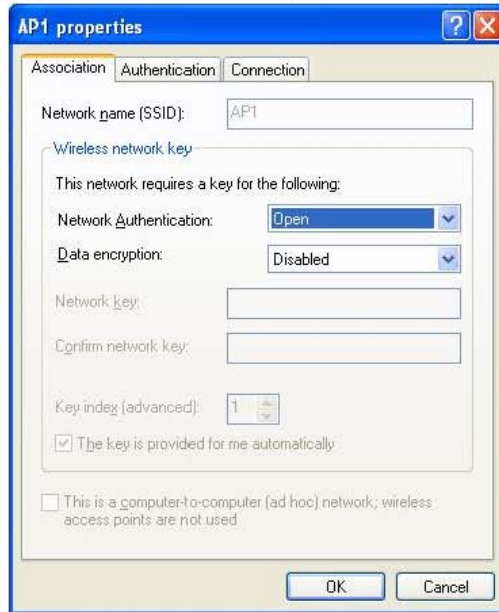 AP1 properties
Association Authentication Connection
Network name (SSID): AP1
Wireless network key
This network requires a key for the following:
Network Authentication: Open
Data encryption: Disabled
Network key:
Confirm network key:
Key index (advanced): 1
The key is provided for me automatically
This is a computer-to-computer (ad hoc) network; wireless
access points are not used
OK Cancel